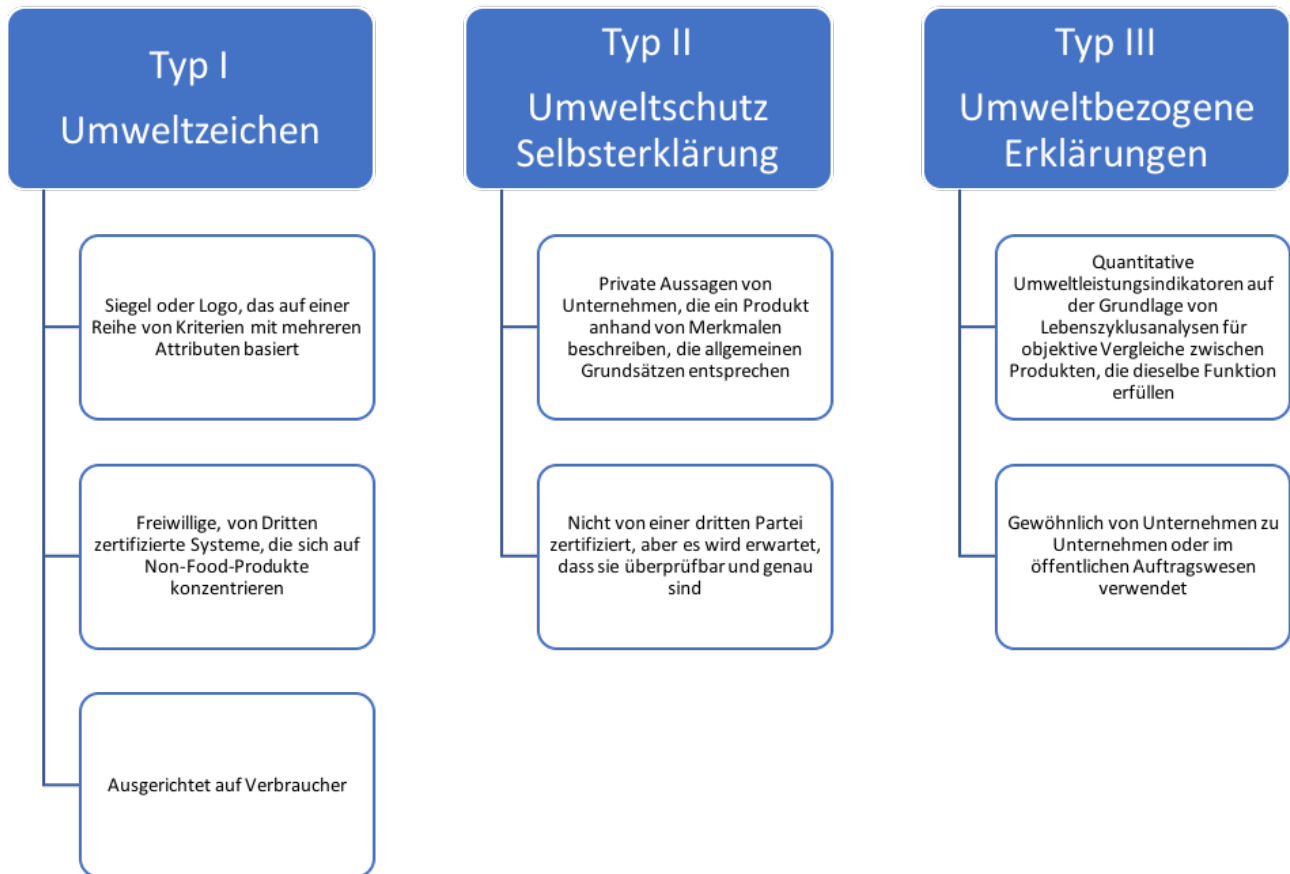 Typ I
Umweltzeichen
Siegel oder Logo, das auf einer
Reihe von Kriterien mit mehreren
Attributen basiert
Freiwillige, von Dritten
zertifizierte Systeme, die sich auf
Non-Food-Produkte
konzentrieren
Ausgerichtet auf Verbraucher
Typ II
Umweltschutz
Selbsterklärung
Private Aussagen von
Unternehmen, die ein Produkt
anhand von Merkmalen
beschreiben, die allgemeinen
Grundsätzen entsprechen
Nicht von einer dritten Partei
zertifiziert, aber es wird erwartet,
dass sie überprüfbar und genau
sind
Typ III
Umweltbezogene
Erklärungen
Quantitative
Umweltleistungsindikatoren auf
der Grundlage von
Lebenszyklusanalysen für
objektive Vergleiche zwischen
Produkten, die dieselbe Funktion
erfüllen
Gewöhnlich von Unternehmen zu
Unternehmen oder im
öffentlichen Auftragswesen
verwendet